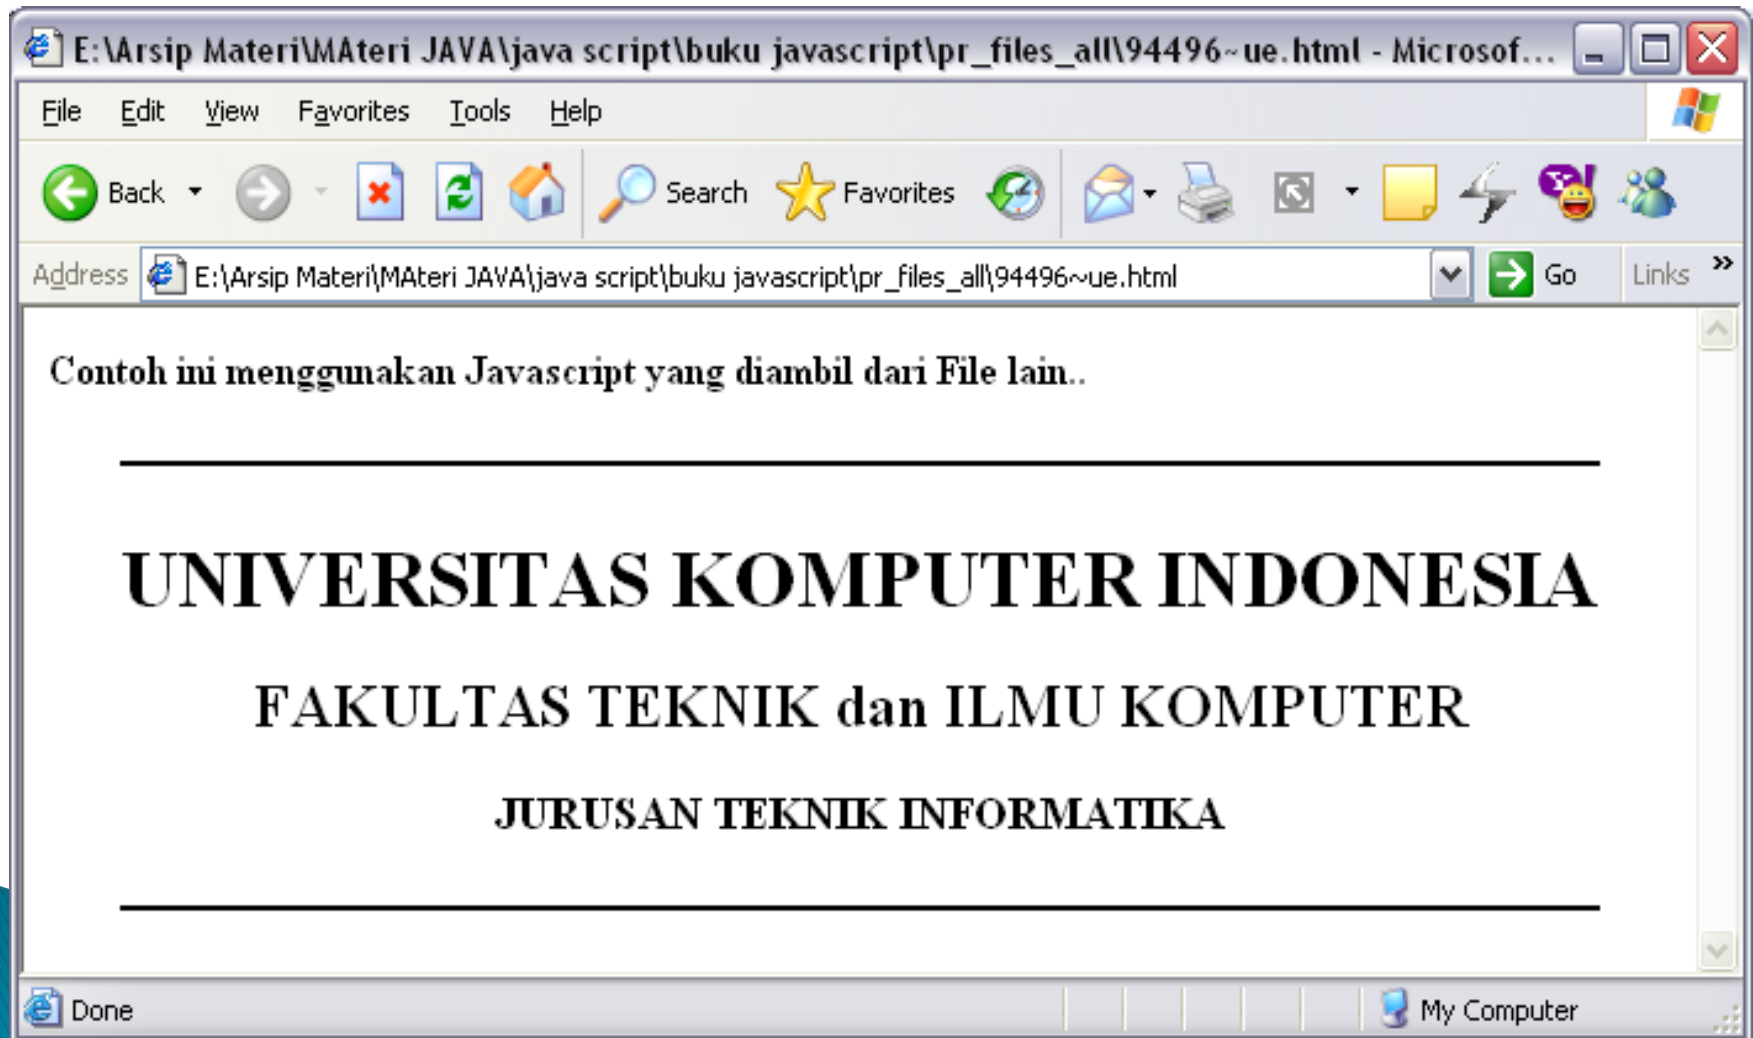 E:\Arsip Materi\MAteri JAVA\java script\buku javascript\pr_files_all\94496~ue.html - Microsof...
File Edit View Favorites Tools Help
Back Search Favorites
Address E:\Arsip Materi\MAteri JAVA\java script\buku javascript\pr_files_all\94496~ue.html Go Links »
Contoh ini menggunakan Javascript yang diambil dari File lain..
UNIVERSITAS KOMPUTER INDONESIA
FAKULTAS TEKNIK dan ILMU KOMPUTER
JURUSAN TEKNIK INFORMATIKA
Done My Computer